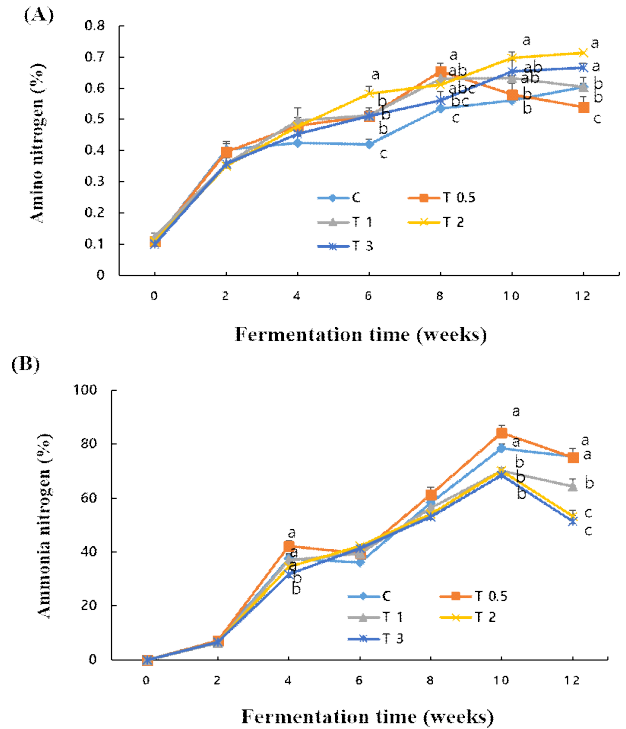 (A)
0.8
a
a
0.7
a
a
ab
ab
0.6
b
ab
b
abc
b
b
b
0.5
bc
b
b
c
c
0.4
c
0.3
C
T 0.5
0.2
T 1
T 2
0.1
T 3
0
0 2 4 6 8 10 12
Amino nitrogen (%)
Fermentation time (weeks)
(B)
100
a
80
a
a
a
b
b
b
b
60
c
c
a
a
40
a
b
b
C
T 0.5
20
T 1
T 2
T 3
0
0 2 4 6 8 10 12
Ammonia nitrogen (%)
Fermentation time (weeks)